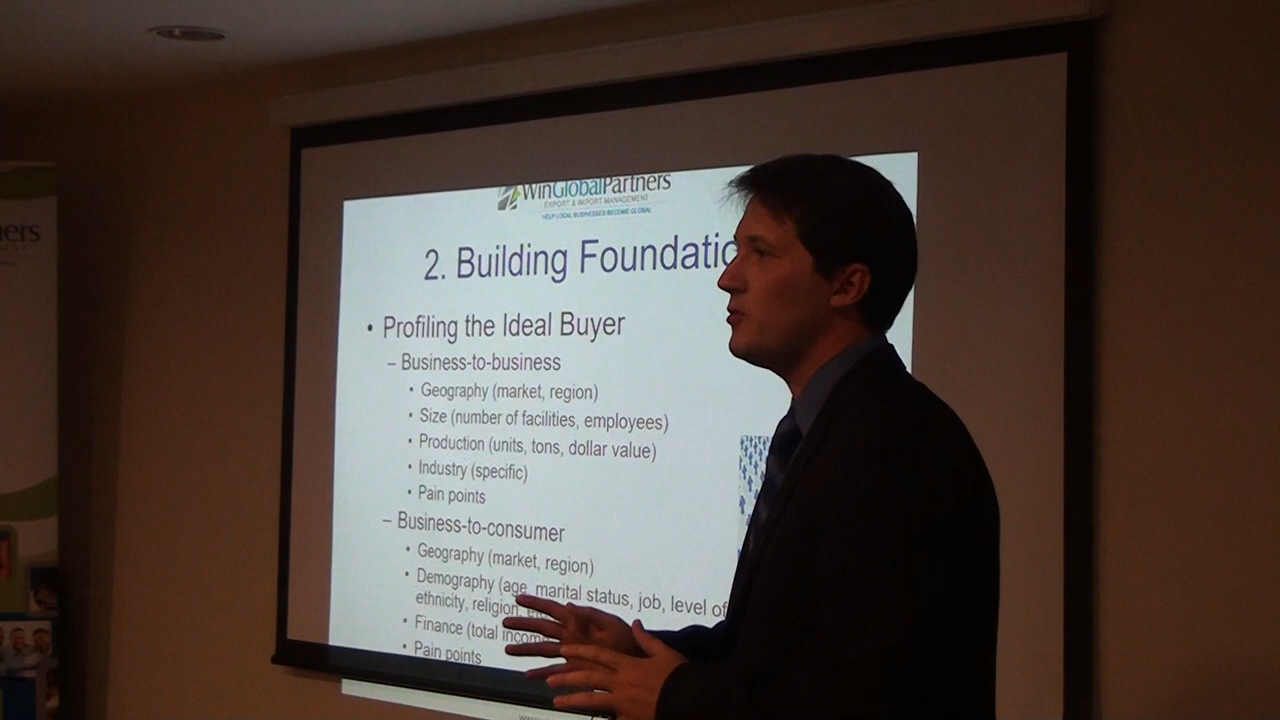 WinGlobalPartners
EXPORT & IMPORT MANAGEMENT
HELP LOCAL BUSINESSES BECOME GLOBAL
ners
2. Building Foundatio
• Profiling the Ideal Buyer
– Business-to-business
• Geography (market, region)
• Size (number of facilities, employees)
• Production (units, tons, dollar value)
• Industry (specific)
• Pain points
– Business-to-consumer
• Geography (market, region)
• Demography (age, marital status, job, level of
ethnicity, religion, etc
• Finance (total income
• Pain points